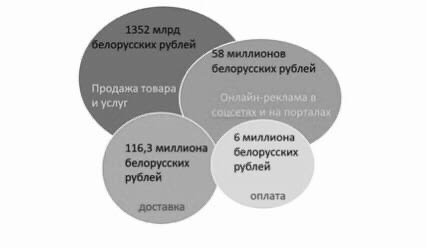 1352 млрд
белорусских рублей
Продажа товара
и услуг
58 миллионов
белорусских рублей
Онлайн-реклама в
соцсетях и на порталах
116,3 миллиона
белорусских
рублей
доставка
6 миллиона
белорусских
рублей
оплата